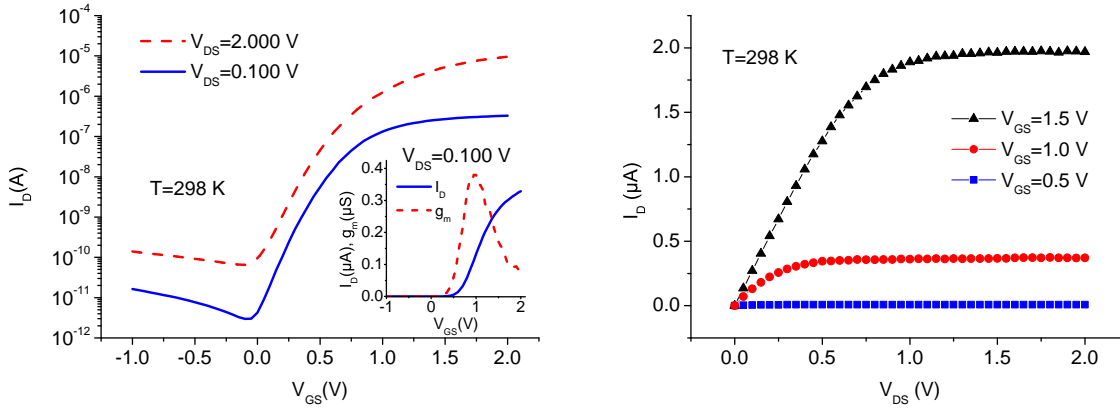 10^-4
10^-5
10^-6
10^-7
10^-8
10^-9
10^-10
10^-11
10^-12
I_D(A)
V_DS=2.000 V
V_DS=0.100 V
T=298 K
-1.0 -0.5 0.0 0.5 1.0 1.5 2.0
V_GS(V)
V_DS=0.100 V
I_D
g_m
0.4
0.3
0.2
0.1
0.0
I_D(μA), g_m(μS)
-1 0 1 2
V_GS(V)
2.0
1.5
1.0
0.5
0.0
I_D (μA)
T=298 K
V_GS=1.5 V
V_GS=1.0 V
V_GS=0.5 V
0.0 0.5 1.0 1.5 2.0
V_DS (V)